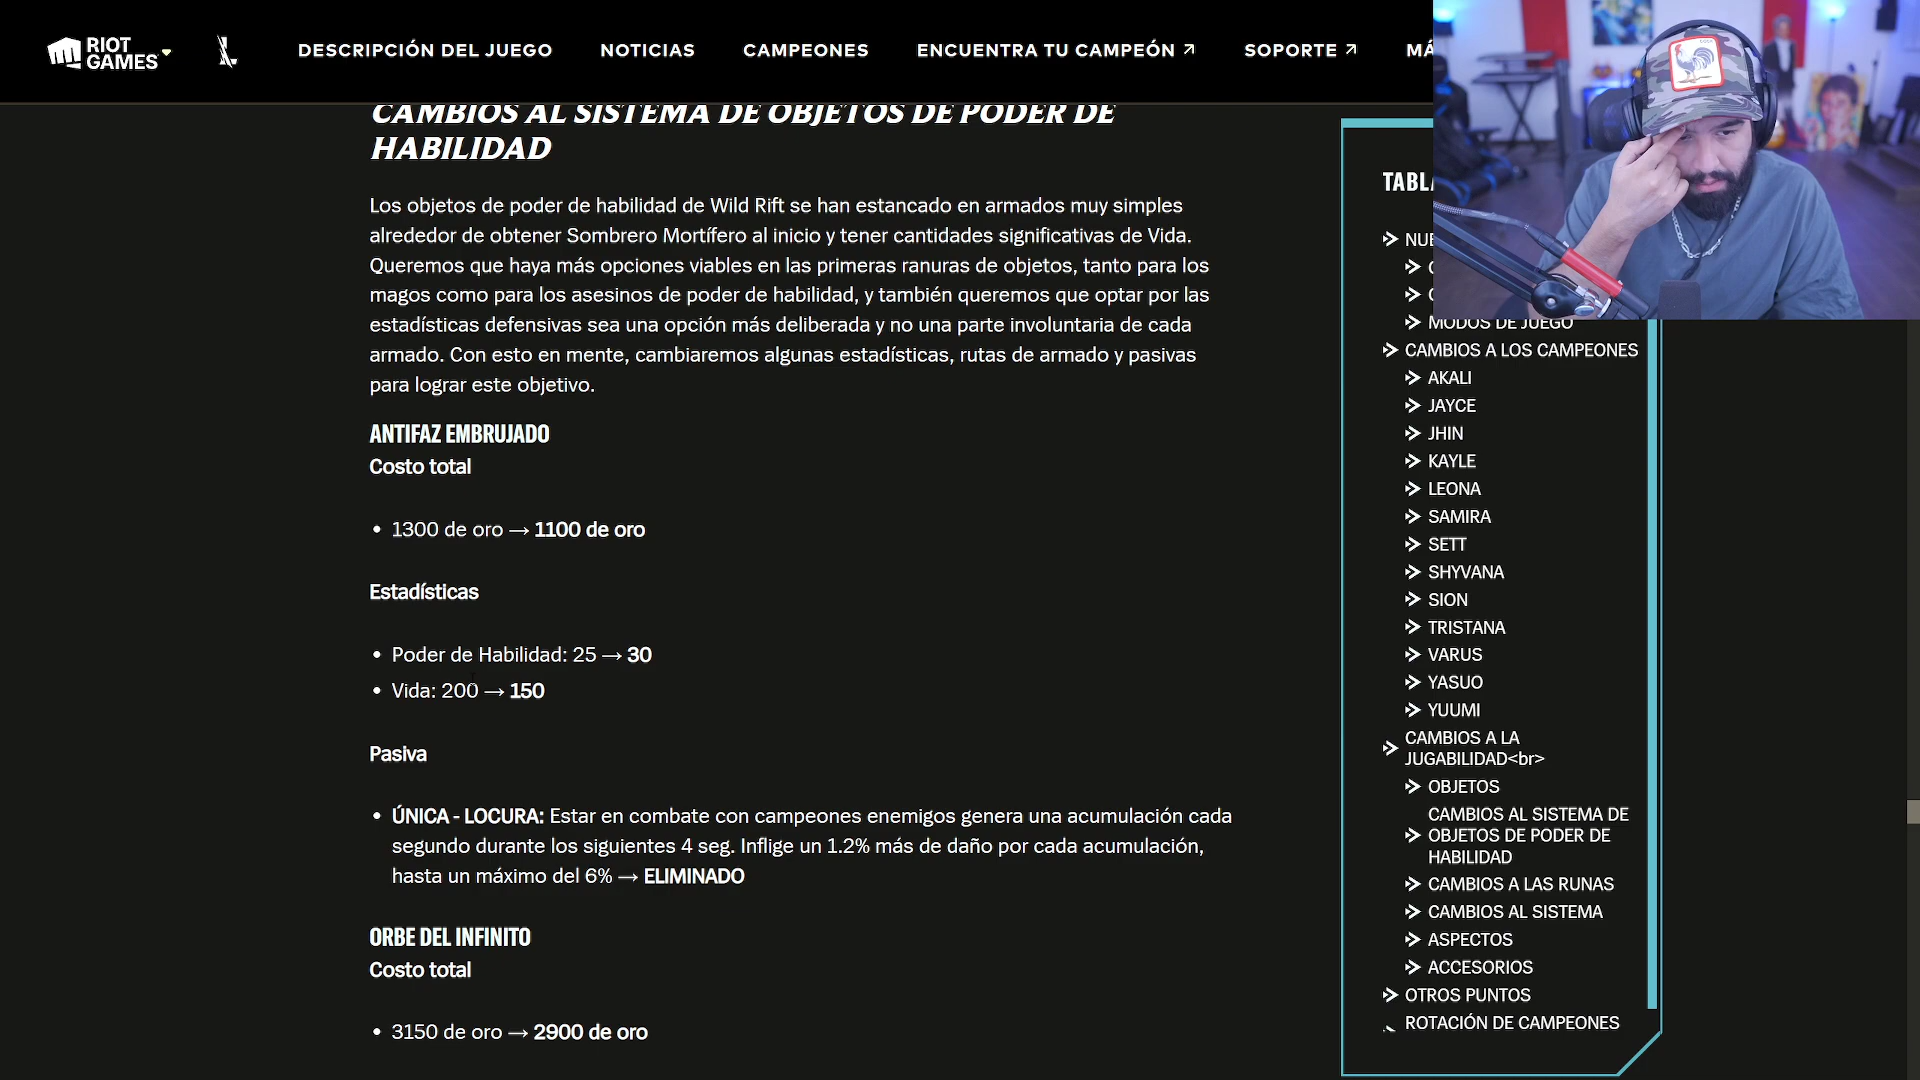 RIOT
GAMES
DESCRIPCIÓN DEL JUEGO
NOTICIAS
CAMPEONES
ENCUENTRA TU CAMPEÓN
SOPORTE
CAMBIOS AL SISTEMA DE OBJETOS DE PODER DE
HABILIDAD
Los objetos de poder de habilidad de Wild Rift se han estancado en armados muy simples
alrededor de obtener Sombrero Mortífero al inicio y tener cantidades significativas de Vida.
Queremos que haya más opciones viables en las primeras ranuras de objetos, tanto para los
magos como para los asesinos de poder de habilidad, y también queremos que optar por las
estadísticas defensivas sea una opción más deliberada y no una parte involuntaria de cada
armado. Con esto en mente, cambiaremos algunas estadísticas, rutas de armado y pasivas
para lograr este objetivo.
ANTIFAZ EMBRUJADO
Costo total
• 1300 de oro → 1100 de oro
Estadísticas
• Poder de Habilidad: 25 → 30
• Vida: 200 → 150
Pasiva
• ÚNICA - LOCURA: Estar en combate con campeones enemigos genera una acumulación cada
segundo durante los siguientes 4 seg. Inflige un 1.2% más de daño por cada acumulación,
hasta un máximo del 6% → ELIMINADO
ORBE DEL INFINITO
Costo total
• 3150 de oro → 2900 de oro
MODOS DE JUEGO
CAMBIOS A LOS CAMPEONES
AKALI
JAYCE
JHIN
KAYLE
LEONA
SAMIRA
SETT
SHYVANA
SION
TRISTANA
VARUS
YASUO
YUUMI
CAMBIOS A LA
JUGABILIDAD<br>
OBJETOS
CAMBIOS AL SISTEMA DE
OBJETOS DE PODER DE
HABILIDAD
CAMBIOS A LAS RUNAS
CAMBIOS AL SISTEMA
ASPECTOS
ACCESORIOS
OTROS PUNTOS
ROTACIÓN DE CAMPEONES